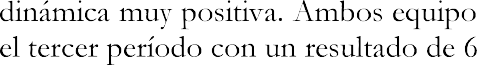 dinámica muy positiva. Ambos equipo
el tercer período con un resultado de 6